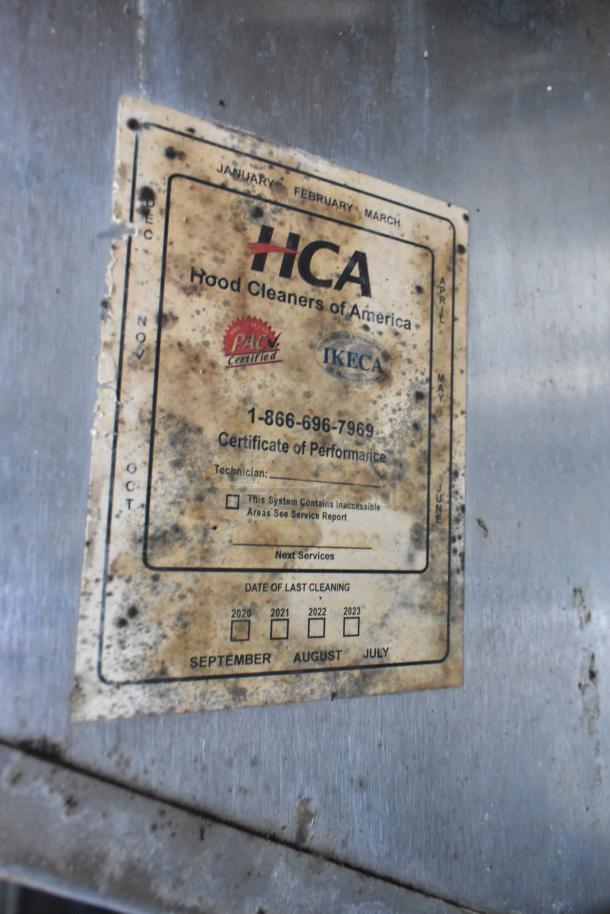 JANUARY FEBRUARY MARCH
APRIL
MAY
JUNE
DEC
NOV
OCT
HCA
Hood Cleaners of America
PAC
Certified
IKECA
1-866-696-7969
Certificate of Performance
Technician:
This System Contains Inaccessible
Areas See Service Report
Next Services
DATE OF LAST CLEANING
2020 2021 2022 2023
SEPTEMBER AUGUST JULY